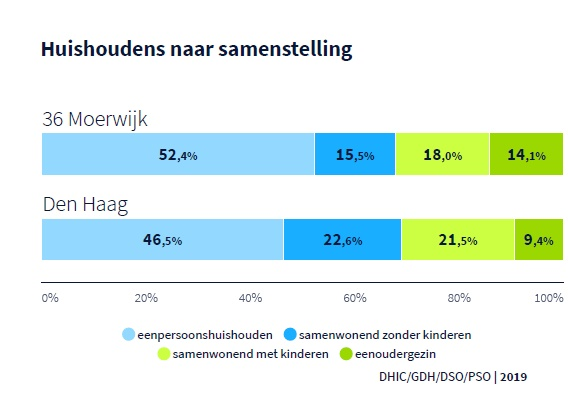 Huishoudens naar samenstelling
36 Moerwijk
52,4% 15,5% 18,0% 14,1%
Den Haag
46,5% 22,6% 21,5% 9,4%
0% 20% 40% 60% 80% 100%
eenpersoonshuishouden samenwonend zonder kinderen
samenwonend met kinderen eenoudergezin
DHIC/GDH/DSO/PSO | 2019